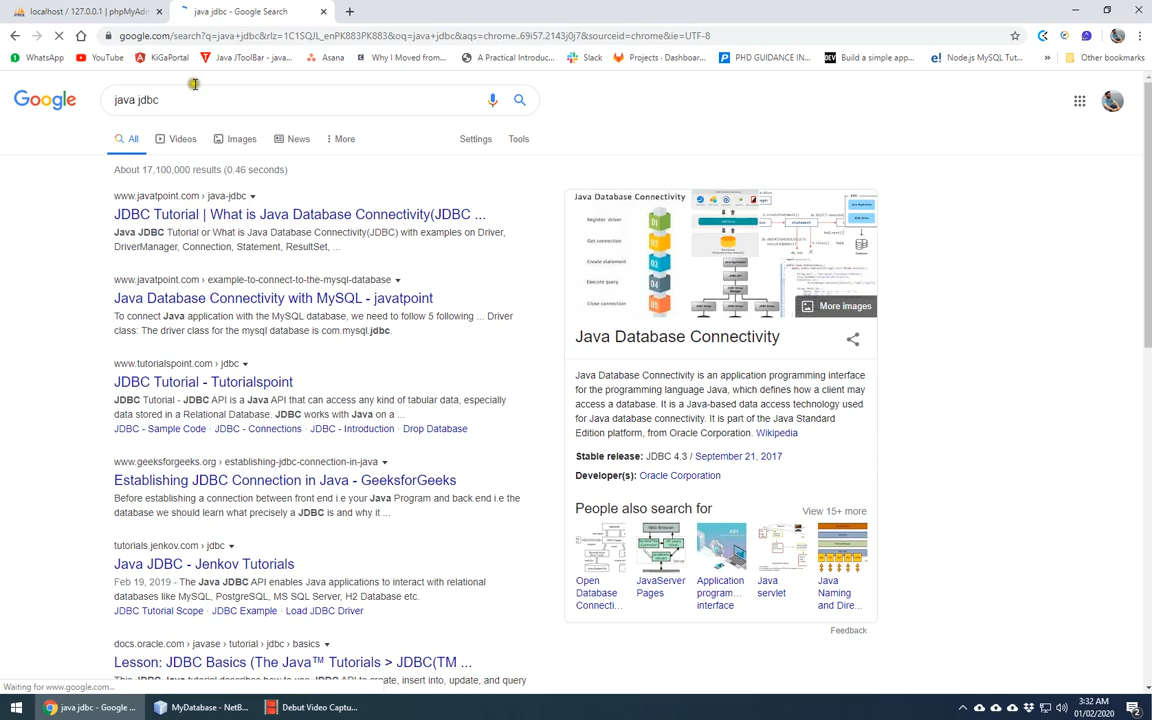 localhost / 127.0.0.1 | phpMyAdm
java jdbc - Google Search
google.com/search?q=java+jdbc&rlz=1C1SQJL_enPK883PK883&oq=java+jdbc&aqs=chrome..69i57.2143j0j7&sourceid=chrome&ie=UTF-8
WhatsApp YouTube KiGaPortal Java JToolBar - java... Asana Why I Moved from... A Practical Introduc... Slack Projects - Dashboar... PHD GUIDANCE IN... Build a simple app... Node.js MySQL Tut... » Other bookmarks
Google
java jdbc
All Videos Images News More Settings Tools
About 17,100,000 results (0.46 seconds)
www.javatpoint.com › java-jdbc
JDBC Tutorial | What is Java Database Connectivity(JDBC ...
Java JDBC Tutorial or What is Java Database Connectivity(JDBC) with examples on Driver,
DriverManager, Connection, Statement, ResultSet, ...
www.javatpoint.com › example-to-connect-to-the-mysql-database
Java Database Connectivity with MySQL - javatpoint
To connect Java application with the MySQL database, we need to follow 5 following ... Driver
class: The driver class for the mysql database is com.mysql.jdbc.
www.tutorialspoint.com › jdbc
JDBC Tutorial - Tutorialspoint
JDBC Tutorial - JDBC API is a Java API that can access any kind of tabular data, especially
data stored in a Relational Database. JDBC works with Java on a ...
JDBC - Sample Code · JDBC - Connections · JDBC - Introduction · Drop Database
www.geeksforgeeks.org › establishing-jdbc-connection-in-java
Establishing JDBC Connection in Java - GeeksforGeeks
Before establishing a connection between front end i.e your Java Program and back end i.e the
database we should learn what precisely a JDBC is and why it ...
tutorials.jenkov.com › jdbc
Java JDBC - Jenkov Tutorials
Feb 19, 2019 - The Java JDBC API enables Java applications to interact with relational
databases like MySQL, PostgreSQL, MS SQL Server, H2 Database etc.
JDBC Tutorial Scope · JDBC Example · Load JDBC Driver
docs.oracle.com › javase › tutorial › jdbc › basics
Lesson: JDBC Basics (The Java™ Tutorials > JDBC(TM ...
Java Database Connectivity
Register driver
Get connection
Create statement
Execute query
Close connection
01
02
03
04
05
More images
Java Database Connectivity
Java Database Connectivity is an application programming interface
for the programming language Java, which defines how a client may
access a database. It is a Java-based data access technology used
for Java database connectivity. It is part of the Java Standard
Edition platform, from Oracle Corporation. Wikipedia
Stable release: JDBC 4.3 / September 21, 2017
Developer(s): Oracle Corporation
People also search for
View 15+ more
Open Database Connecti...
JavaServer Pages
Application program... interface
Java servlet
Java Naming and Dire...
Feedback
Waiting for www.google.com...
java jdbc - Google ...
MyDatabase - NetB...
Debut Video Captu...
3:32 AM
01/02/2020
2